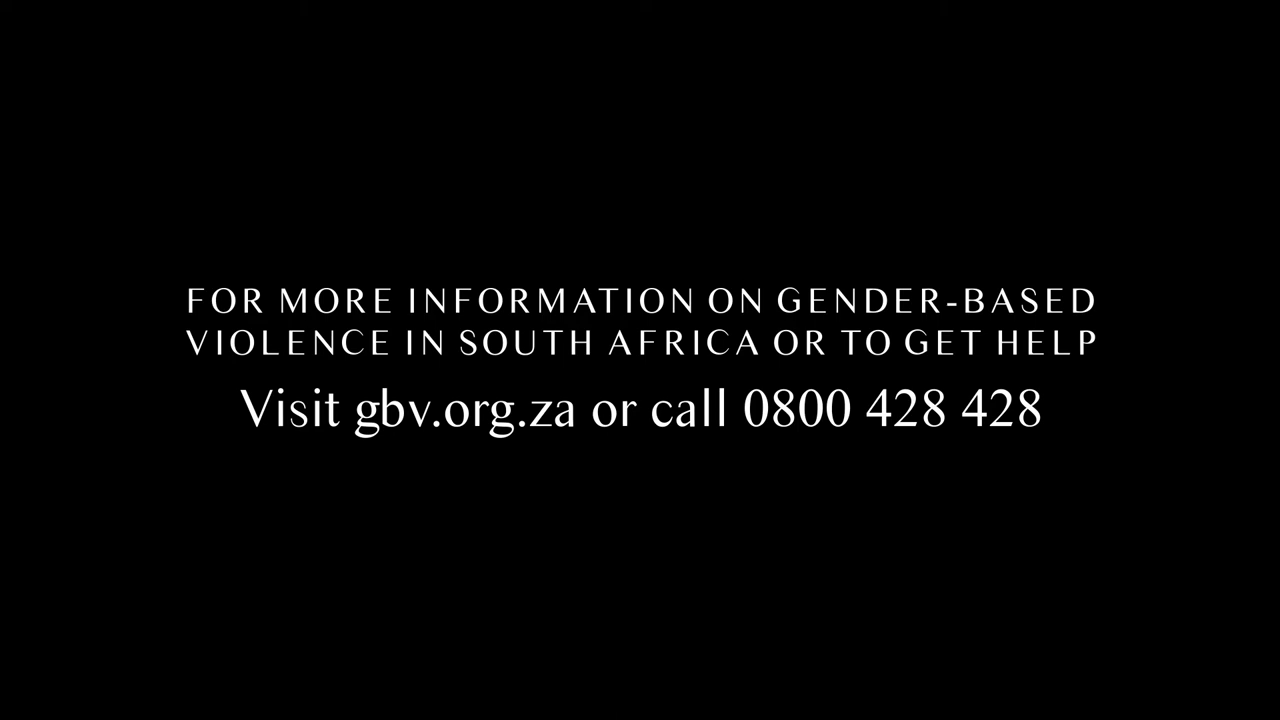 FOR MORE INFORMATION ON GENDER-BASED
VIOLENCE IN SOUTH AFRICA OR TO GET HELP
Visit gbv.org.za or call 0800 428 428